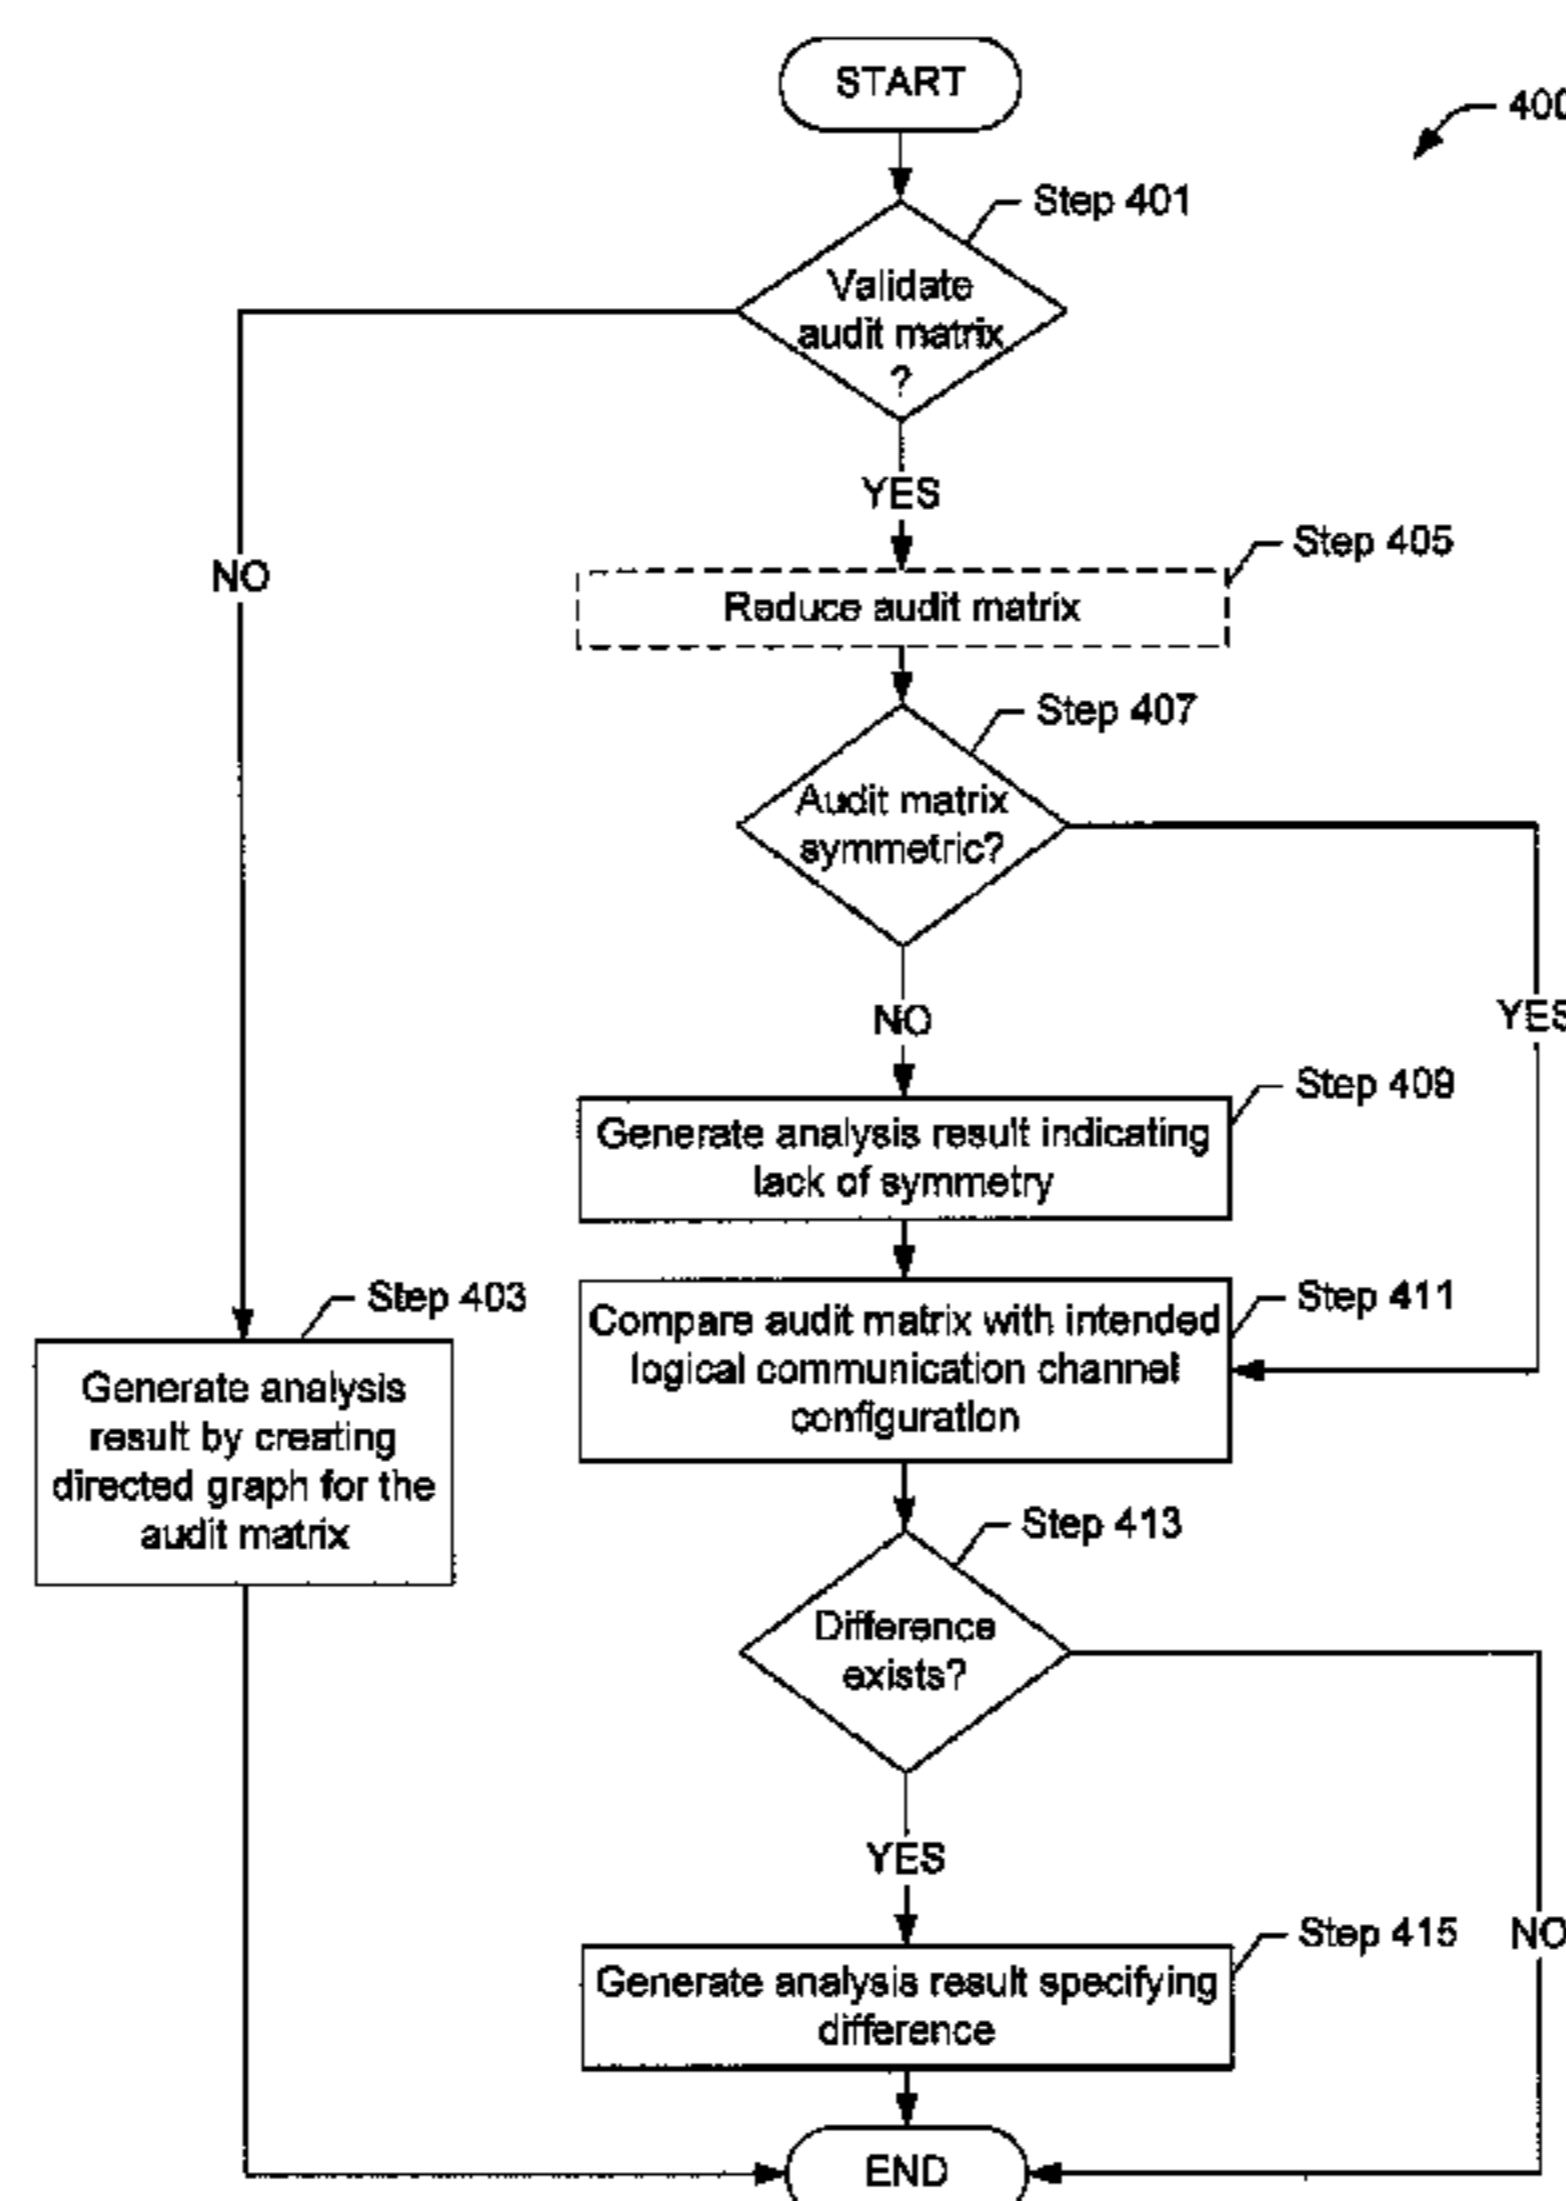 START
400
Step 401
Validate
audit matrix
?
YES
NO
Step 405
Reduce audit matrix
Step 407
Audit matrix
symmetric?
NO
YES
Step 409
Generate analysis result indicating
lack of symmetry
Step 403
Generate analysis
result by creating
directed graph for the
audit matrix
Step 411
Compare audit matrix with intended
logical communication channel
configuration
Step 413
Difference
exists?
YES
NO
Step 415
Generate analysis result specifying
difference
END